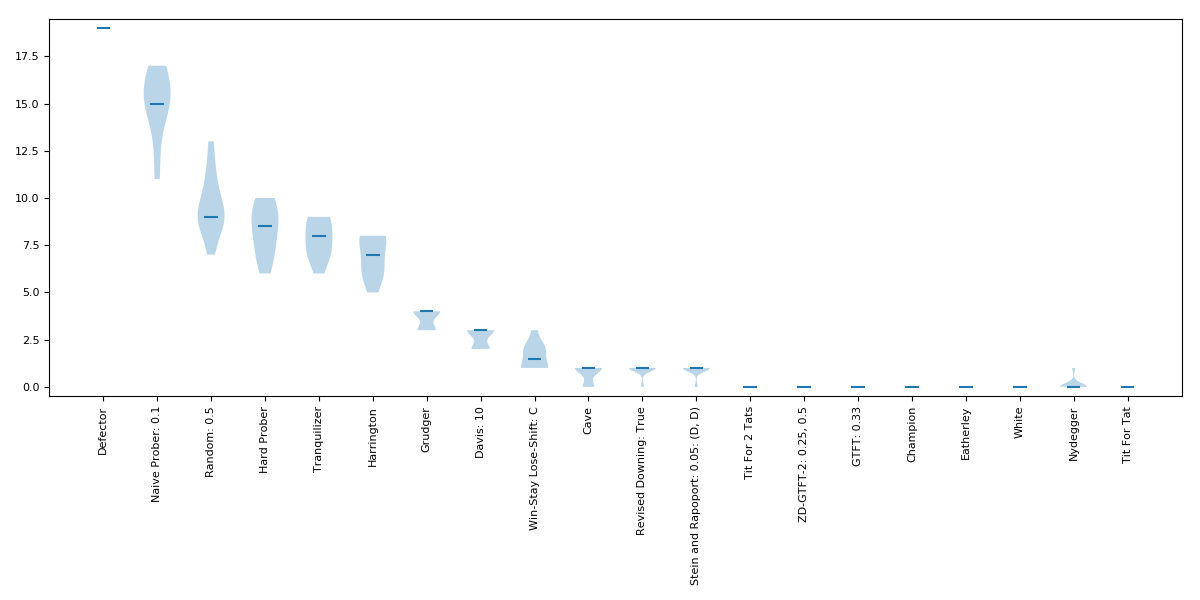 17.5
15.0
12.5
10.0
7.5
5.0
2.5
0.0
Defector
Naive Prober: 0.1
Random: 0.5
Hard Prober
Tranquilizer
Harrington
Grudger
Davis: 10
Win-Stay Lose-Shift: C
Cave
Revised Downing: True
Stein and Rapoport: 0.05: (D, D)
Tit For 2 Tats
ZD-GTFT-2: 0.25, 0.5
GTFT: 0.33
Champion
Eatherley
White
Nydegger
Tit For Tat